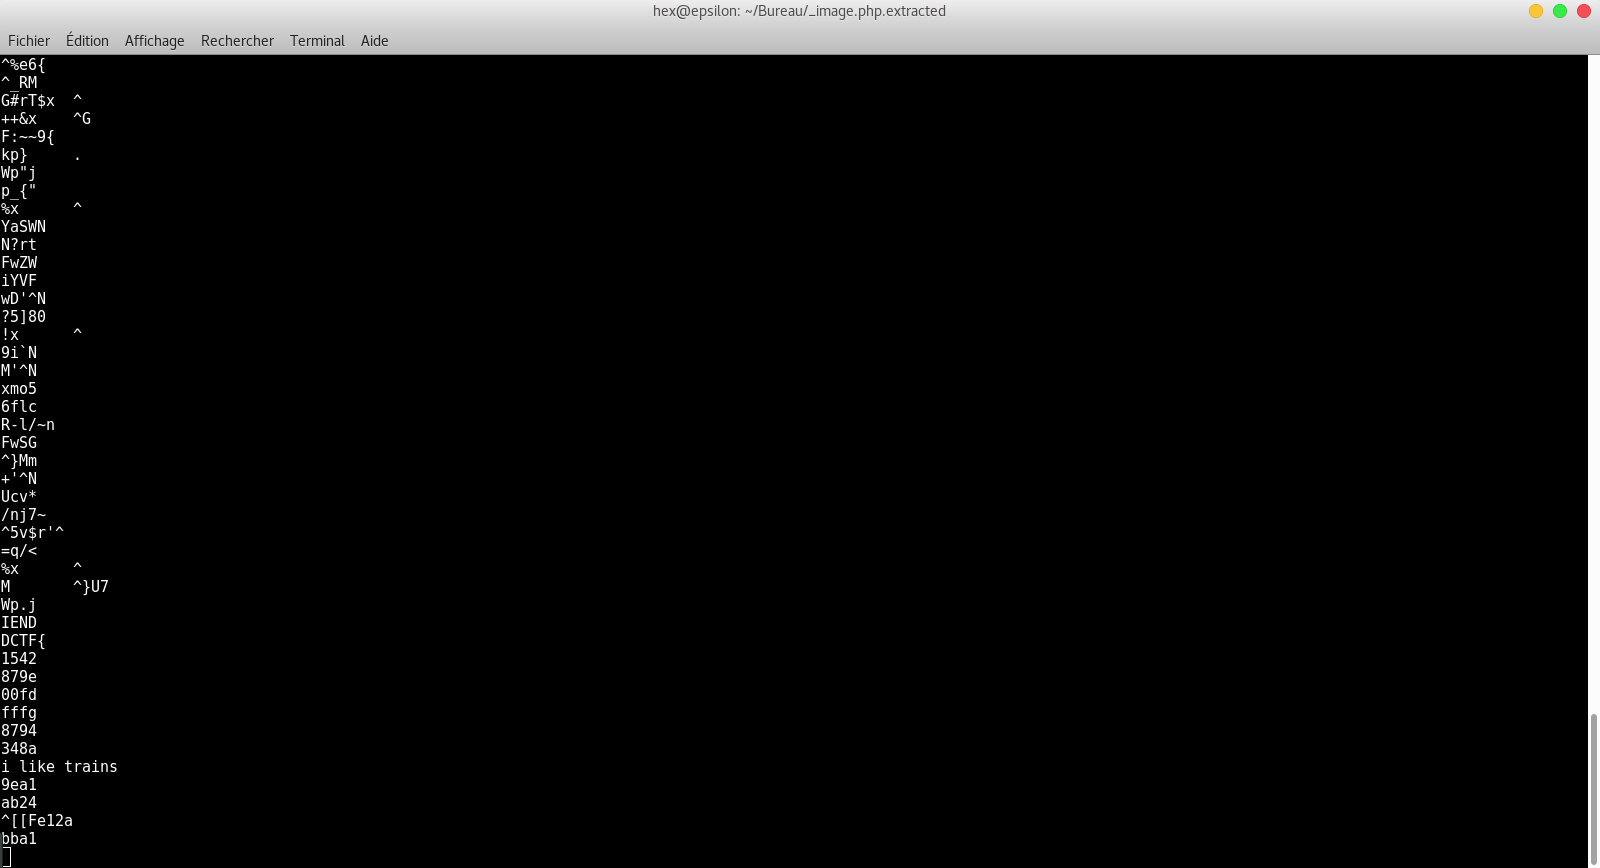 hex@epsilon: ~/Bureau/_image.php.extracted
Fichier Édition Affichage Rechercher Terminal Aide
^%e6{
^_RM
G#rT$x  ^
++&x    ^G
F:~~9{
kp}     .
Wp"j
p_{"
%x      ^
YaSWN
N?rt
FwZW
iYVF
wD'^N
?5]80
!x      ^
9i`N
M'^N
xmo5
6flc
R-l/~n
FwSG
^}Mm
+'^N
Ucv*
/nj7~
^5v$r'^
=q/<
%x      ^
M       ^}U7
Wp.j
IEND
DCTF{
1542
879e
00fd
fffg
8794
348a
i like trains
9ea1
ab24
^[[Fe12a
bba1